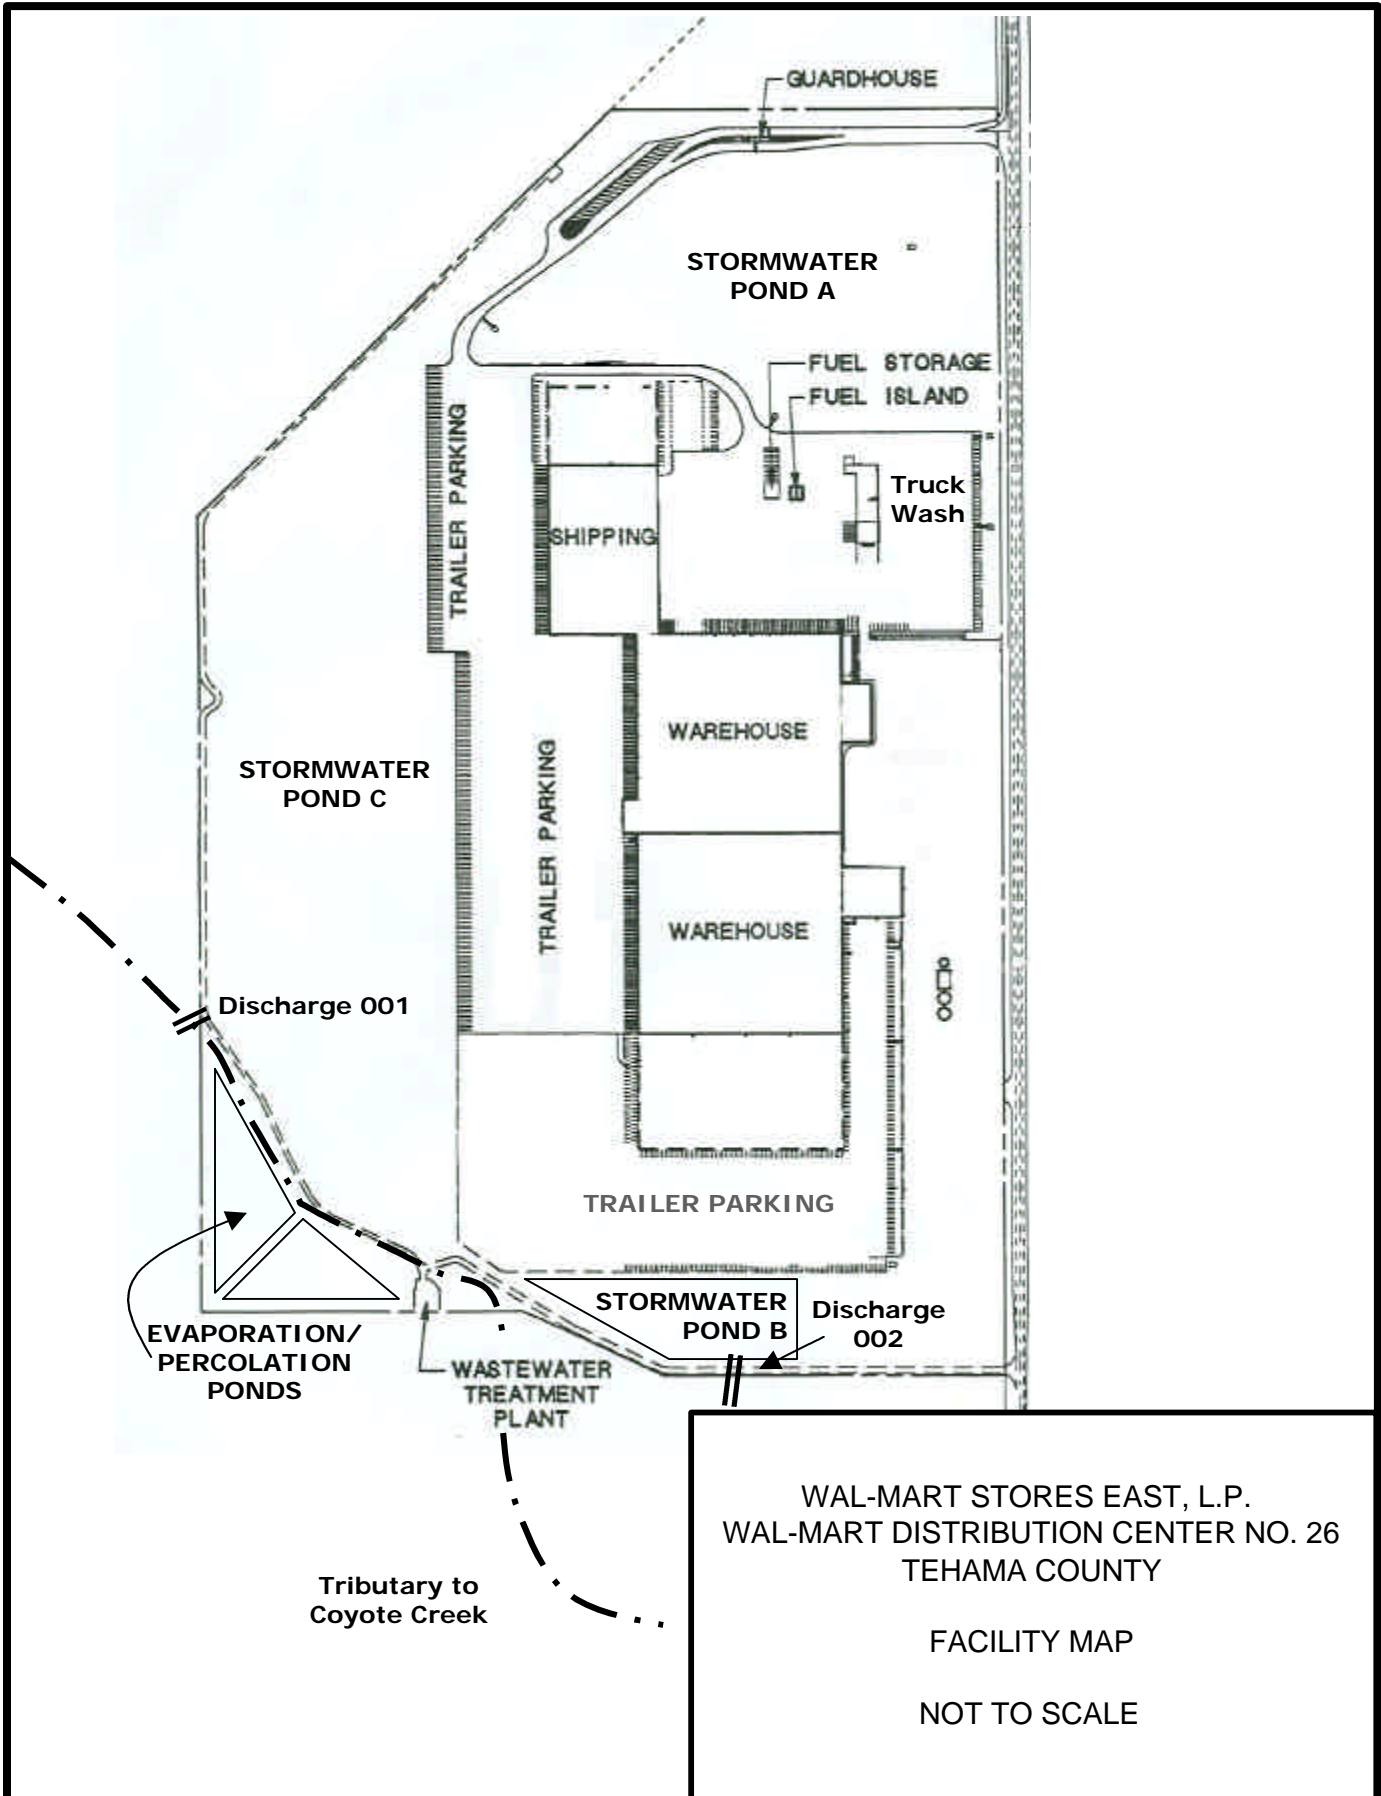 GUARDHOUSE
STORMWATER
POND A
FUEL STORAGE
FUEL ISLAND
TRAILER PARKING
Truck
Wash
SHIPPING
WAREHOUSE
STORMWATER
POND C
TRAILER PARKING
WAREHOUSE
Discharge 001
TRAILER PARKING
STORMWATER
POND B
Discharge
002
EVAPORATION/
PERCOLATION
PONDS
WASTEWATER
TREATMENT
PLANT
Tributary to
Coyote Creek
WAL-MART STORES EAST, L.P.
WAL-MART DISTRIBUTION CENTER NO. 26
TEHAMA COUNTY
FACILITY MAP
NOT TO SCALE